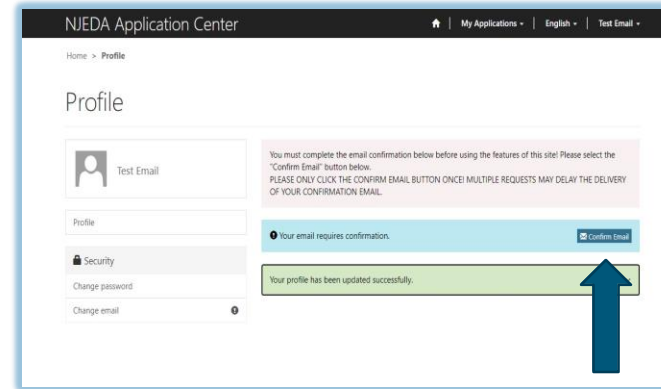 NJEDA Application Center
My Applications
English
Test Email
Home > Profile
Profile
Test Email
Profile
Security
Change password
Change email
You must complete the email confirmation below before using the features of this site! Please select the
"Confirm Email" button below.
PLEASE ONLY CLICK THE CONFIRM EMAIL BUTTON ONCE! MULTIPLE REQUESTS MAY DELAY THE DELIVERY
OF YOUR CONFIRMATION EMAIL.
Your email requires confirmation.
Confirm Email
Your profile has been updated successfully.